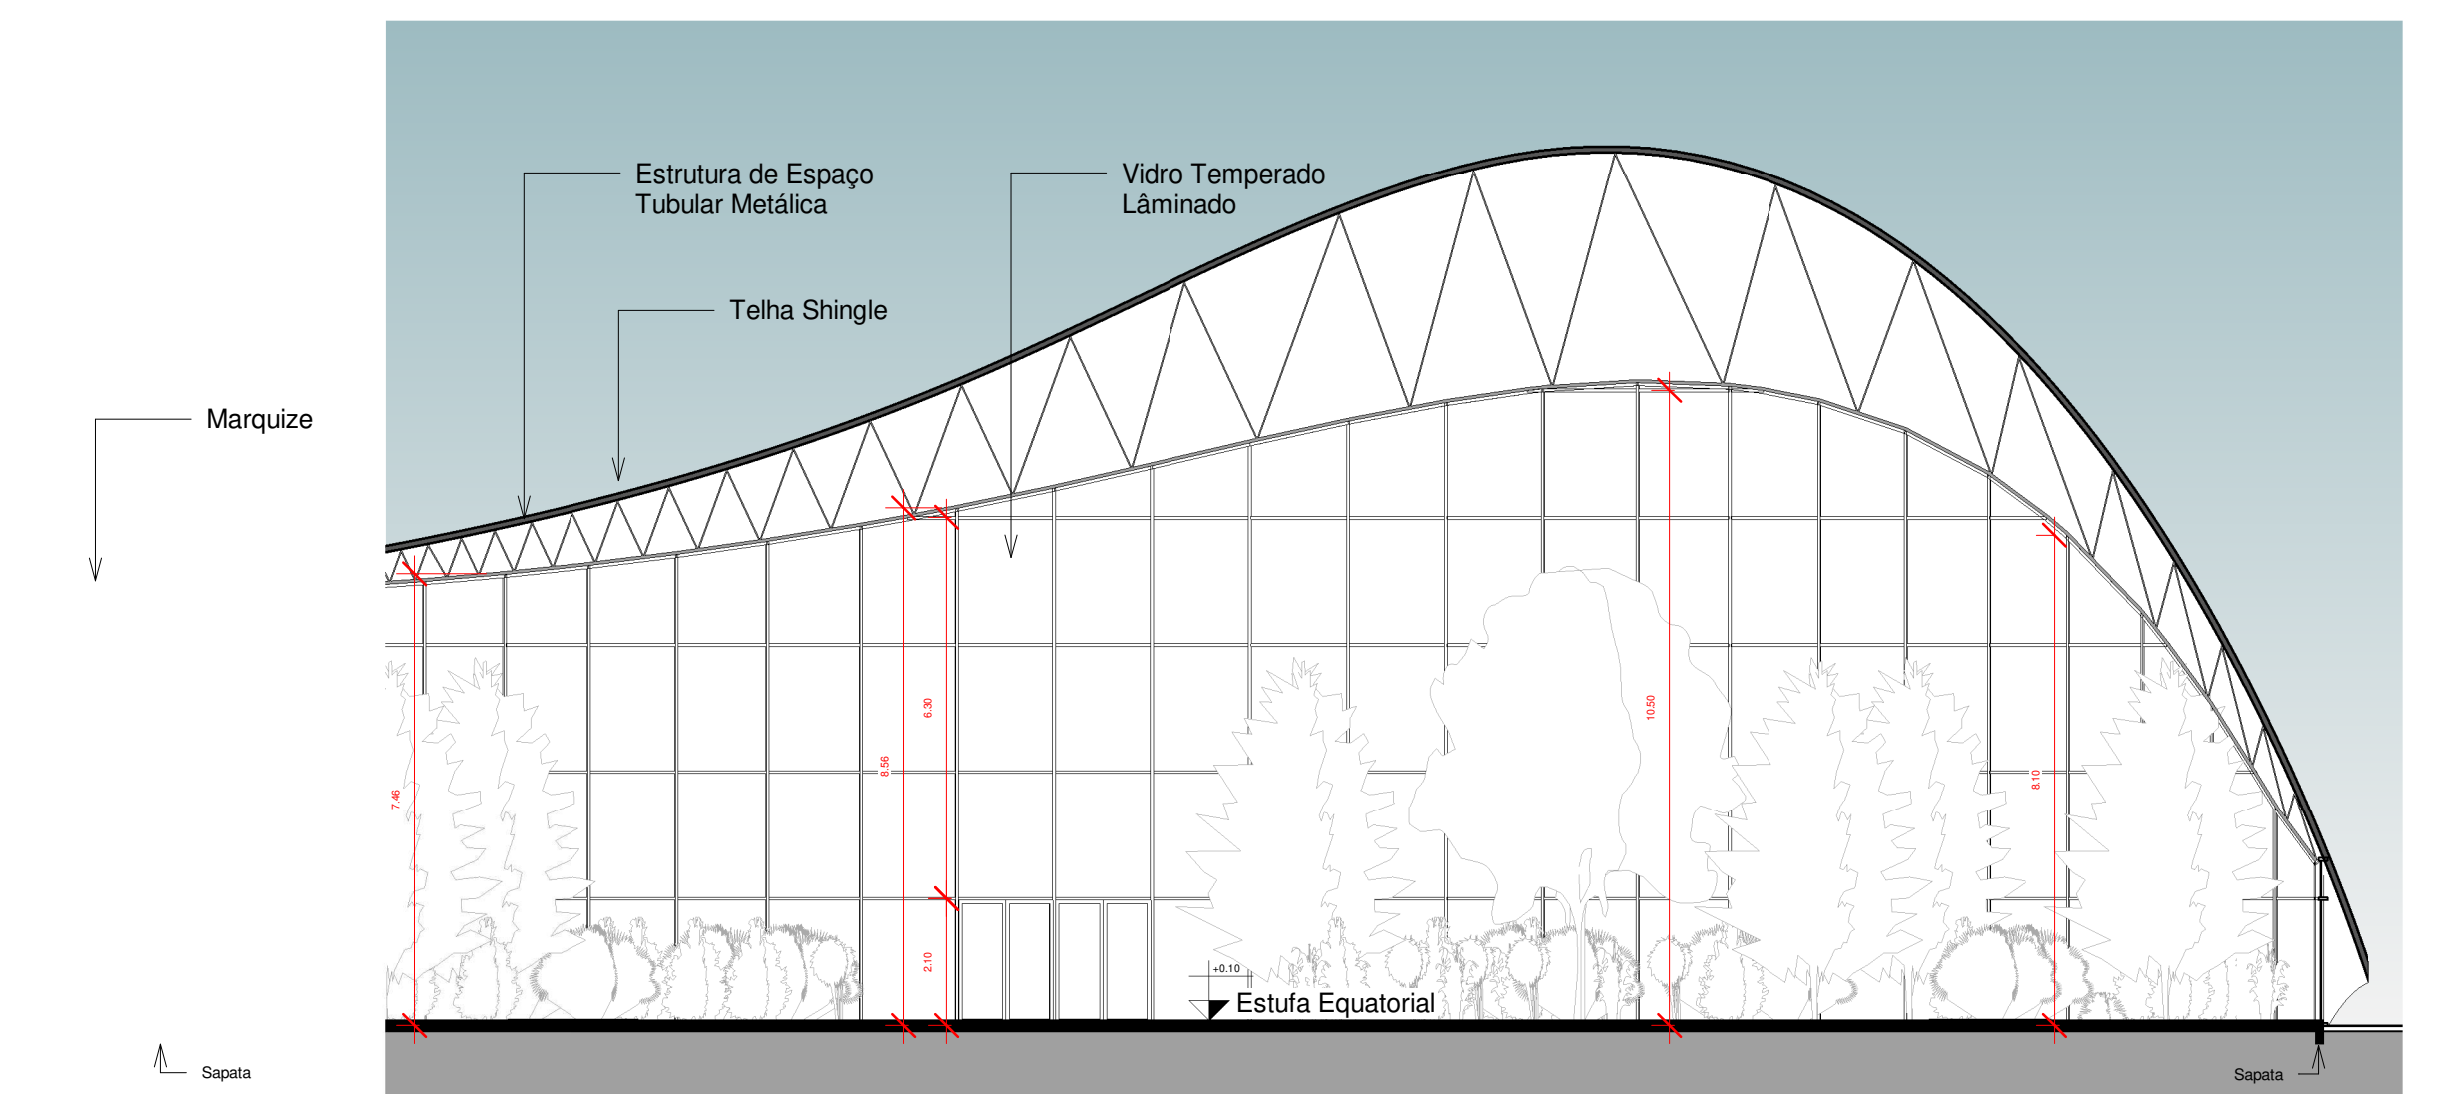 Estrutura de Espaço
Tubular Metálica
Vidro Temperado
Lâminado
Telha Shingle
Marquize
6.30
10.50
8.56
8.10
7.46
2.10
+0.10
Estufa Equatorial
Sapata
Sapata